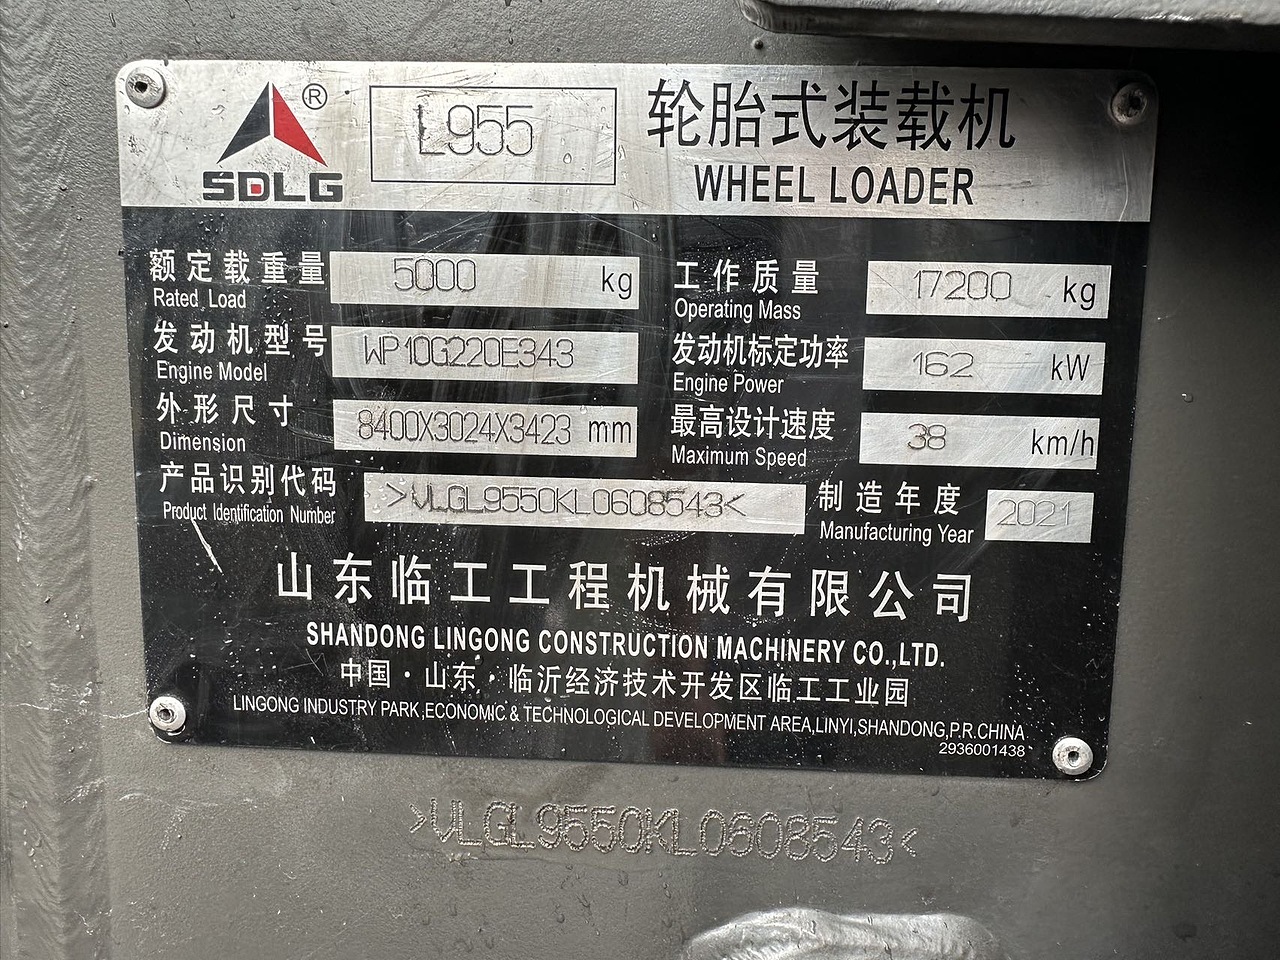 SDLG ®
L955
轮胎式装载机
WHEEL LOADER
额定载重量 5000 kg 工作质量 17200 kg
Rated Load Operating Mass
发动机型号 WP10G220E343 发动机标定功率 162 kW
Engine Model Engine Power
外形尺寸 8400X3024X3423 mm 最高设计速度 38 km/h
Dimension Maximum Speed
产品识别代码 >VLGL9550KL0608543< 制造年度 2021
Product Identification Number Manufacturing Year
山东临工工程机械有限公司
SHANDONG LINGONG CONSTRUCTION MACHINERY CO.,LTD.
中国·山东·临沂经济技术开发区临工工业园
LINGONG INDUSTRY PARK,ECONOMIC & TECHNOLOGICAL DEVELOPMENT AREA,LINYI,SHANDONG,P.R.CHINA
2936001438
>VLGL9550KL0608543<